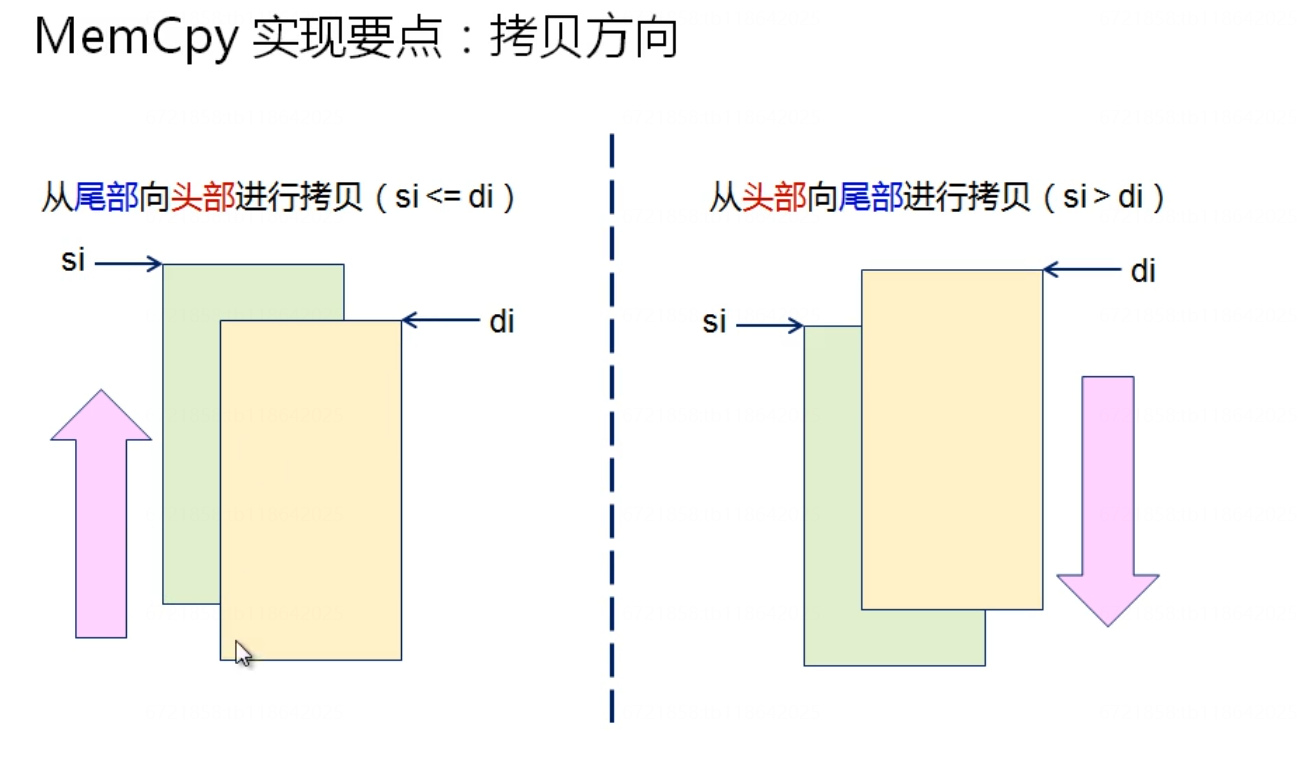 MemCpy 实现要点：拷贝方向
从尾部向头部进行拷贝（si <= di）
si
di
从头部向尾部进行拷贝（si > di）
di
si